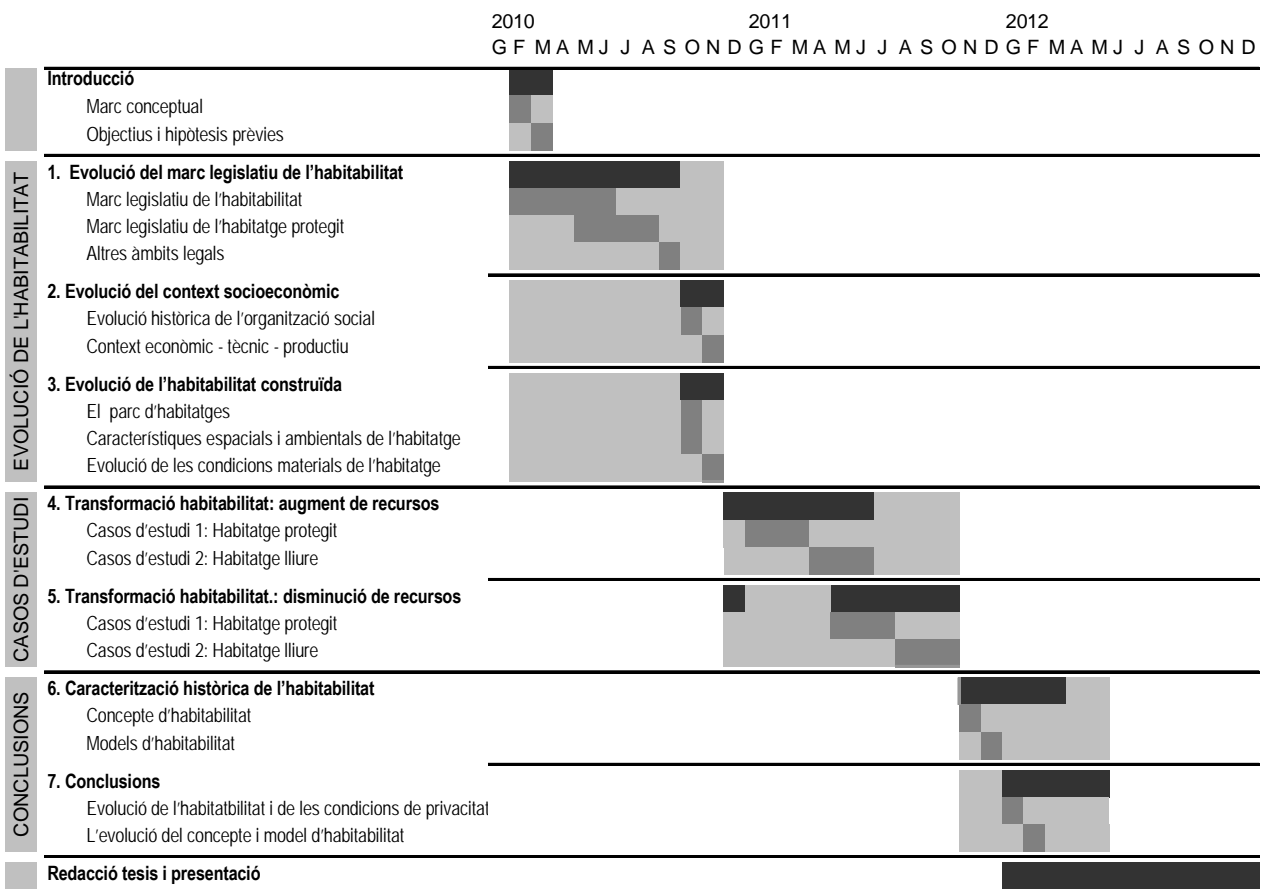 2010 2011 2012
G F M A M J J A S O N D G F M A M J J A S O N D G F M A M J J A S O N D
Introducció
Marc conceptual
Objectius i hipòtesis prèvies
EVOLUCIÓ DE L'HABITABILITAT
1. Evolució del marc legislatiu de l’habitabilitat
Marc legislatiu de l’habitabilitat
Marc legislatiu de l’habitatge protegit
Altres àmbits legals
2. Evolució del context socioeconòmic
Evolució històrica de l’organització social
Context econòmic - tècnic - productiu
3. Evolució de l’habitabilitat construïda
El parc d’habitatges
Característiques espacials i ambientals de l’habitatge
Evolució de les condicions materials de l’habitatge
CASOS D'ESTUDI
4. Transformació habitabilitat: augment de recursos
Casos d’estudi 1: Habitatge protegit
Casos d’estudi 2: Habitatge lliure
5. Transformació habitabilitat.: disminució de recursos
Casos d’estudi 1: Habitatge protegit
Casos d’estudi 2: Habitatge lliure
CONCLUSIONS
6. Caracterització històrica de l’habitabilitat
Concepte d’habitabilitat
Models d’habitabilitat
7. Conclusions
Evolució de l’habitatbilitat i de les condicions de privacitat
L’evolució del concepte i model d’habitabilitat
Redacció tesis i presentació